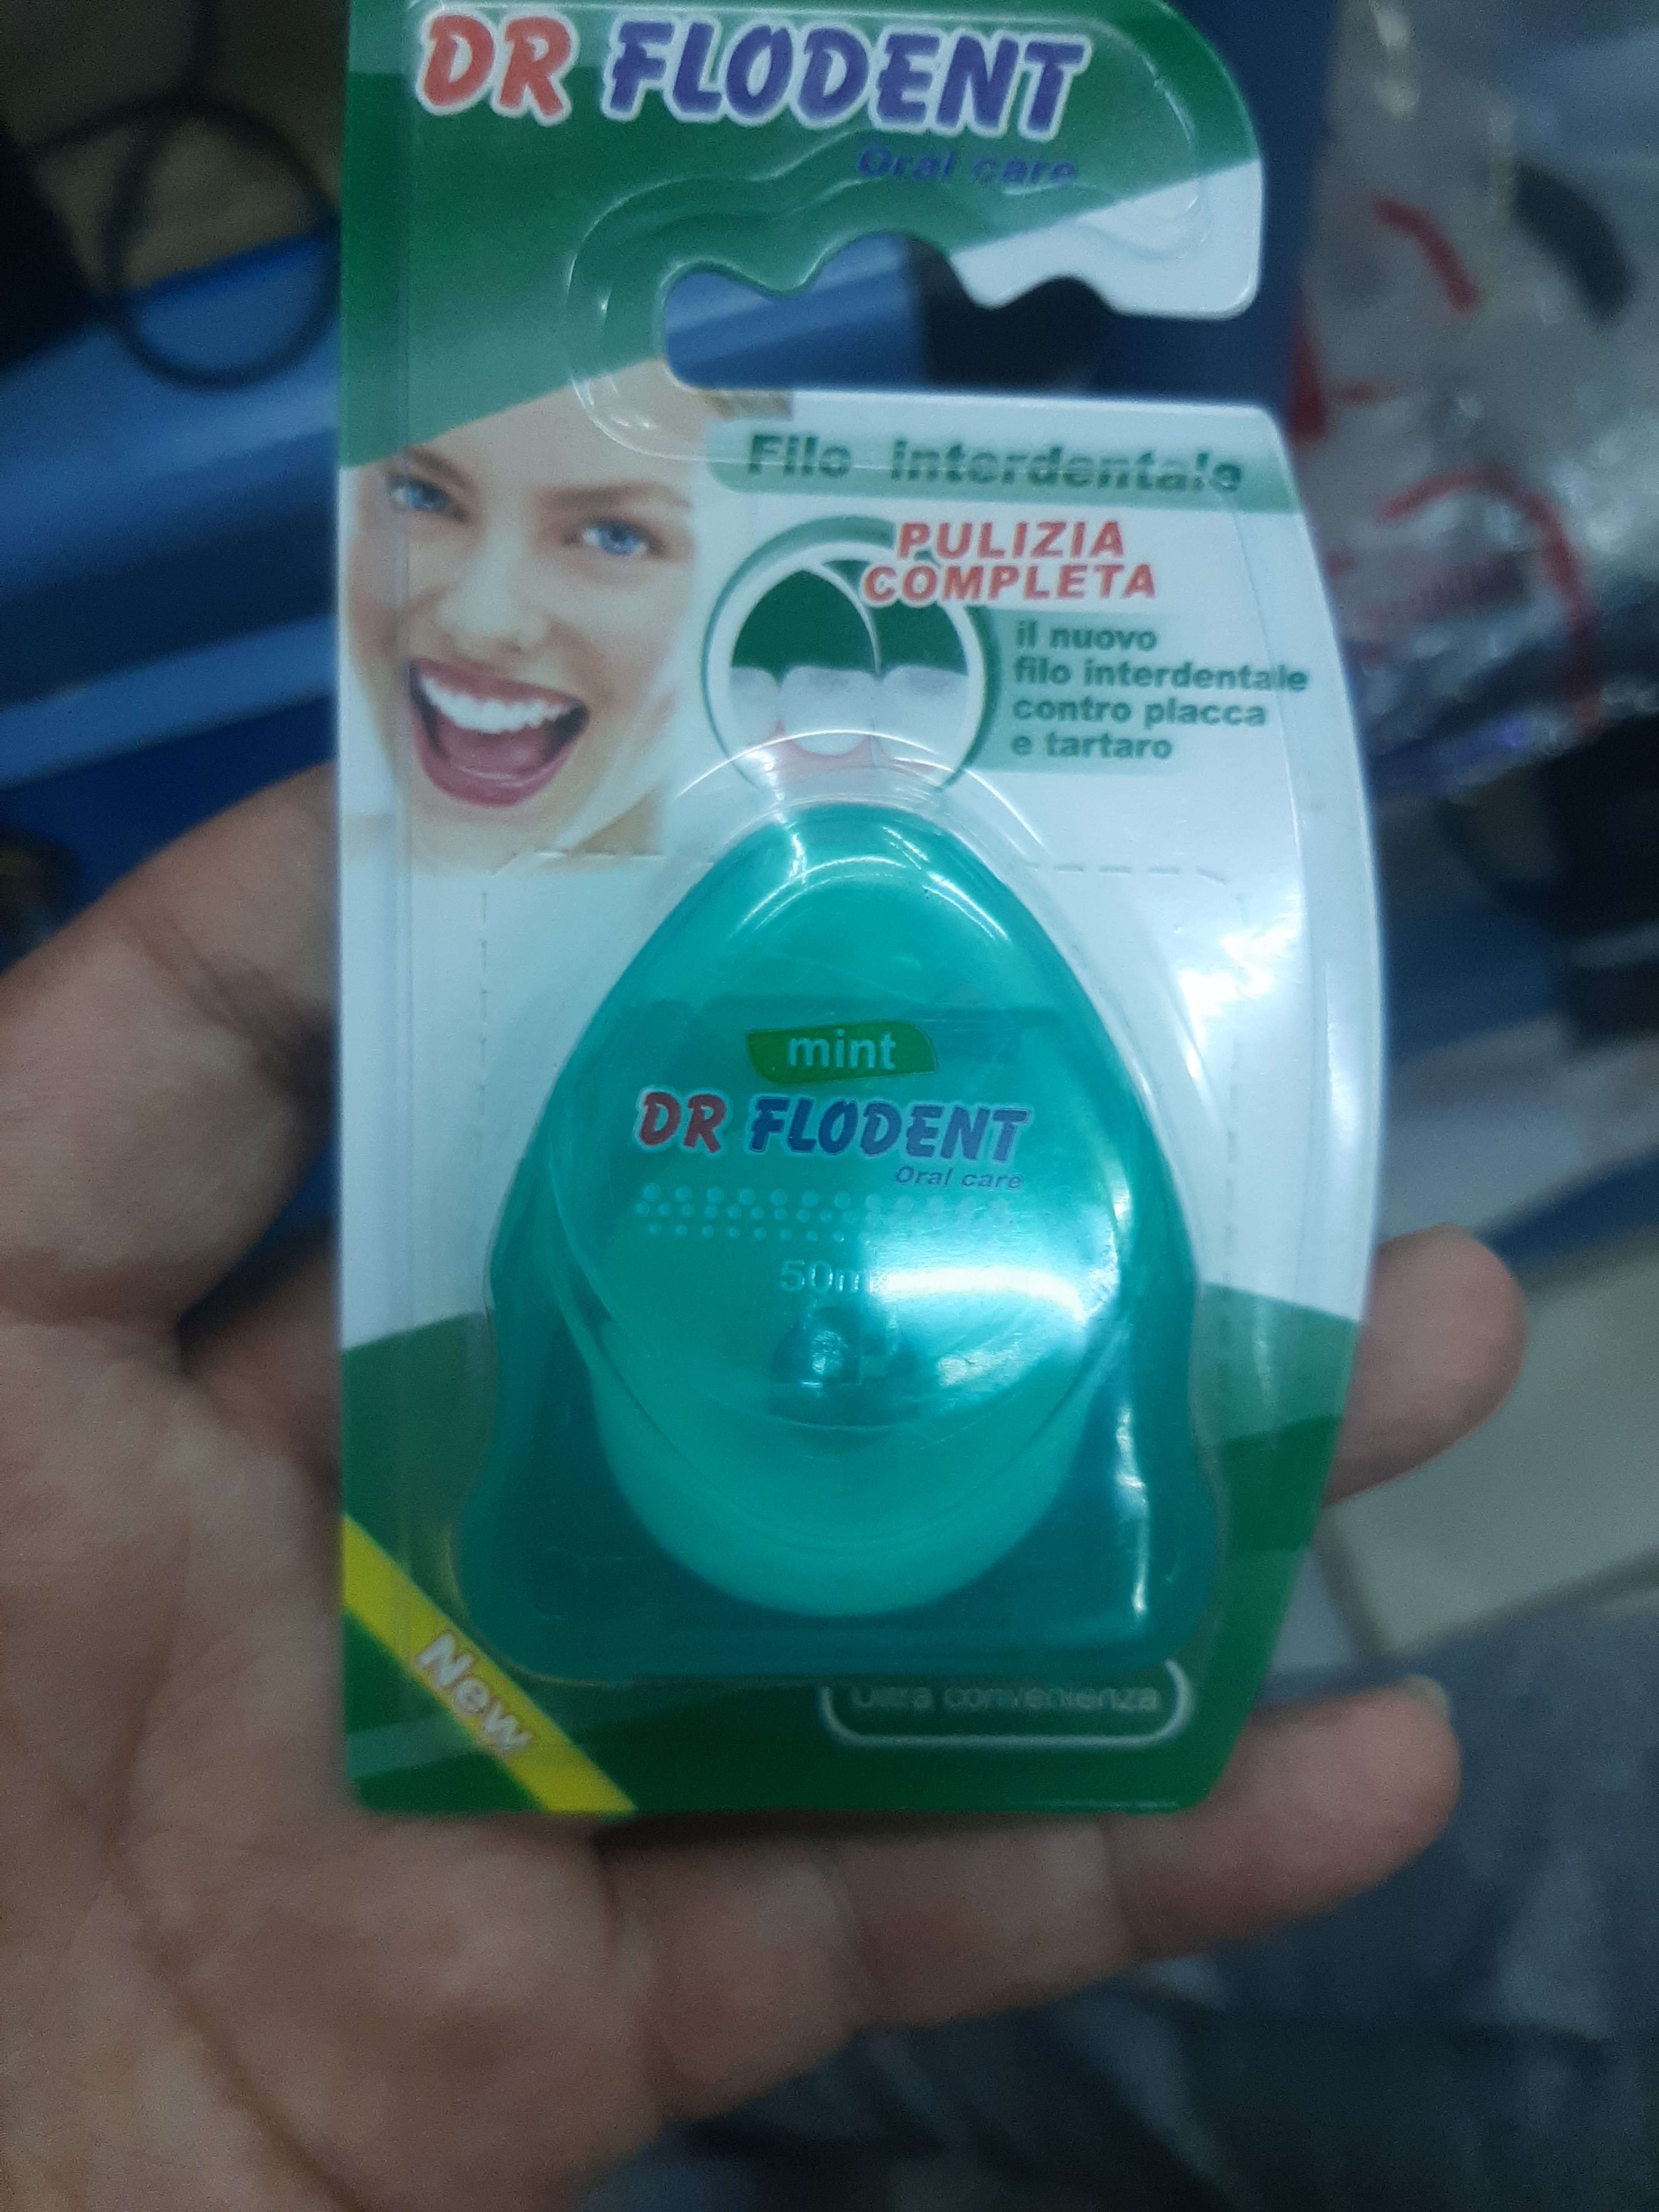 DR FLODENT
Oral care
Filo interdentale
PULIZIA
COMPLETA
il nuovo
filo interdentale
contro placca
e tartaro
mint
DR FLODENT
Oral care
50m
New
Ultra convenienza